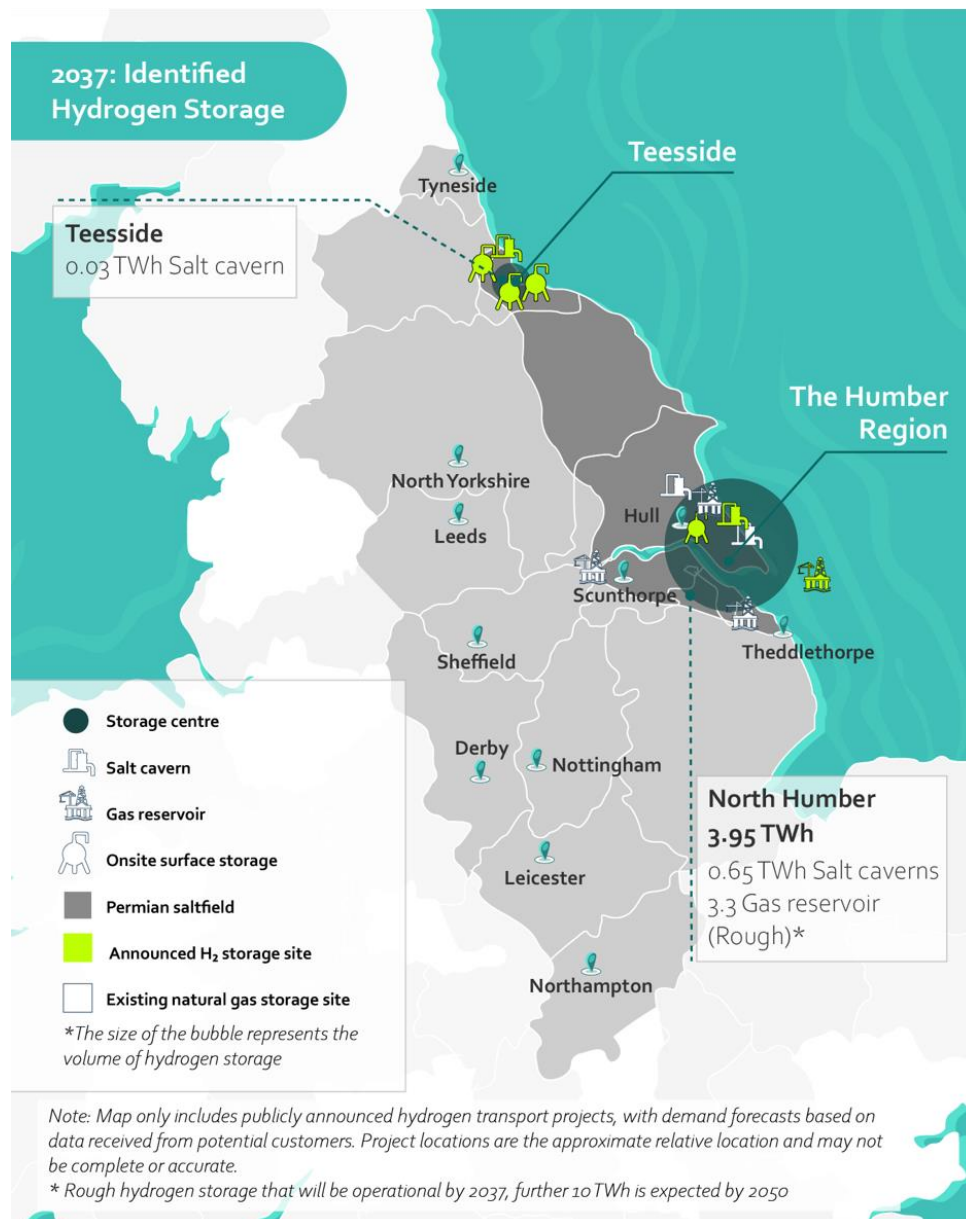 2037: Identified
Hydrogen Storage
Teesside
Tyneside
Teesside
0.03 TWh Salt cavern
The Humber
Region
North Yorkshire
Hull
Leeds
Scunthorpe
Sheffield
Theddlethorpe
Storage centre
Salt cavern
Gas reservoir
Onsite surface storage
Permian saltfield
Announced H₂ storage site
Existing natural gas storage site
*The size of the bubble represents the
volume of hydrogen storage
Derby
Nottingham
Leicester
Northampton
North Humber
3.95 TWh
0.65 TWh Salt caverns
3.3 Gas reservoir
(Rough)*
Note: Map only includes publicly announced hydrogen transport projects, with demand forecasts based on
data received from potential customers. Project locations are the approximate relative location and may not
be complete or accurate.
* Rough hydrogen storage that will be operational by 2037, further 10 TWh is expected by 2050